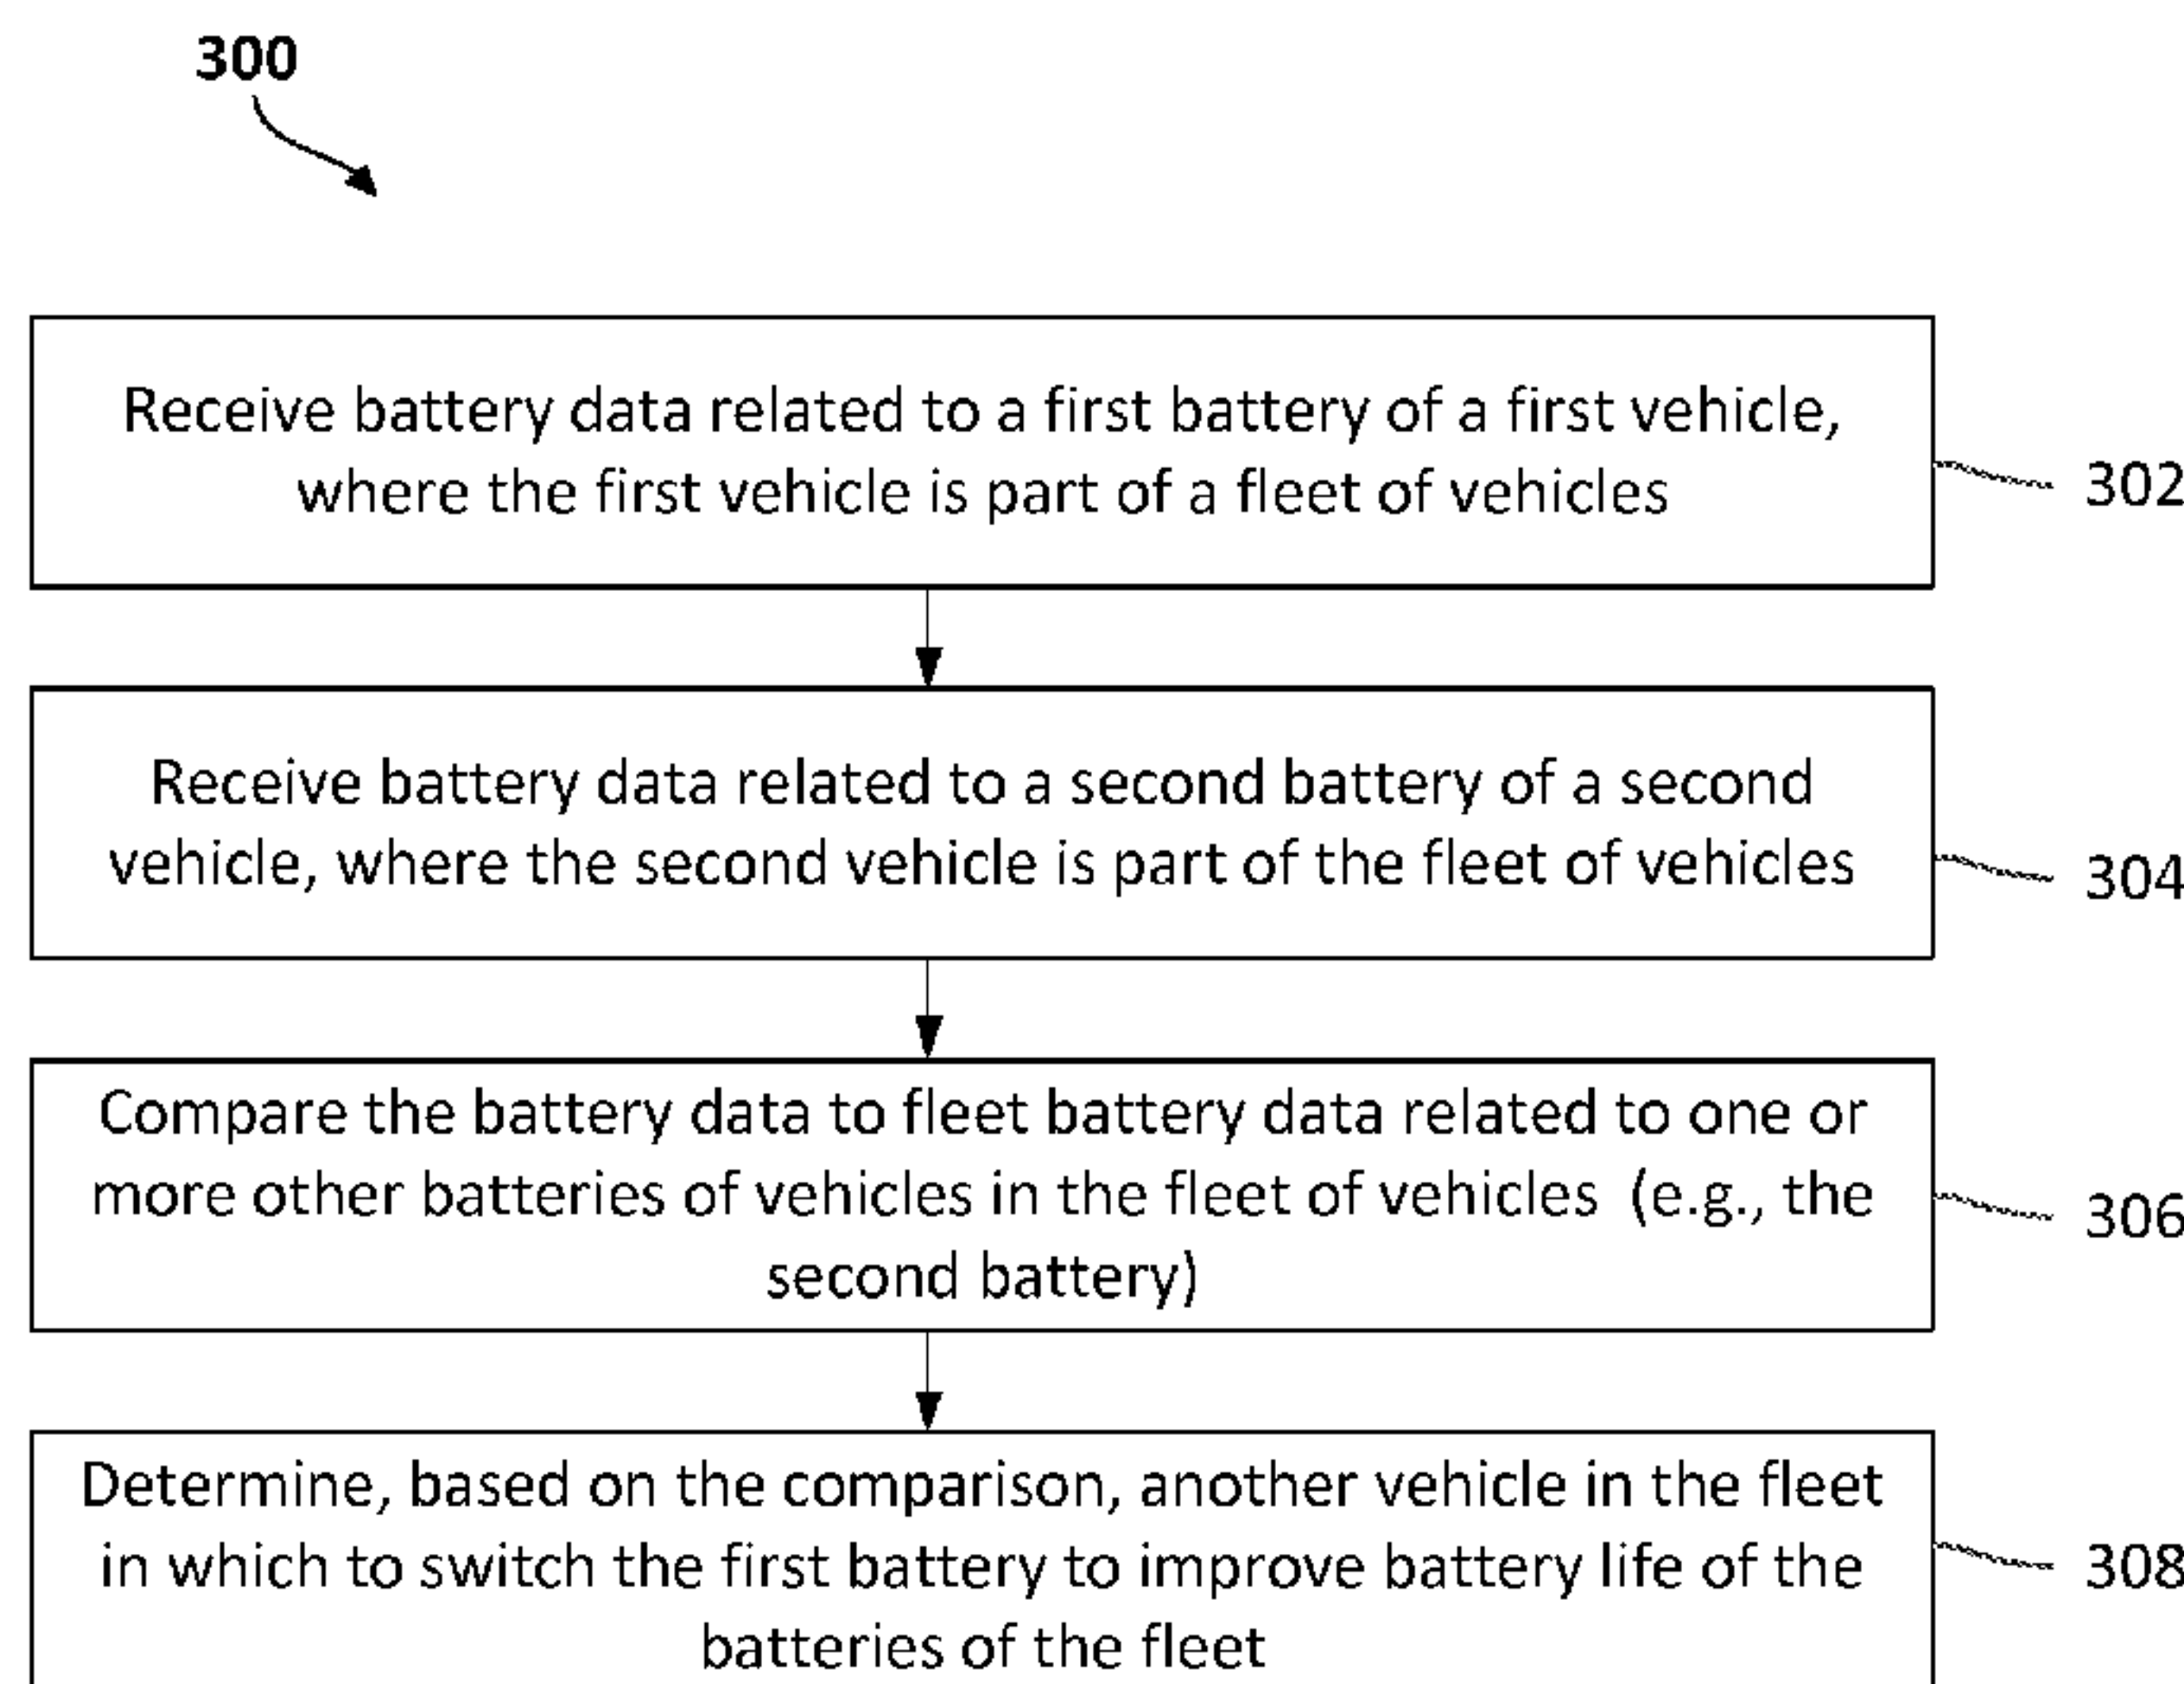 300
Receive battery data related to a first battery of a first vehicle,
where the first vehicle is part of a fleet of vehicles
302
Receive battery data related to a second battery of a second
vehicle, where the second vehicle is part of the fleet of vehicles
304
Compare the battery data to fleet battery data related to one or
more other batteries of vehicles in the fleet of vehicles (e.g., the
second battery)
306
Determine, based on the comparison, another vehicle in the fleet
in which to switch the first battery to improve battery life of the
batteries of the fleet
308